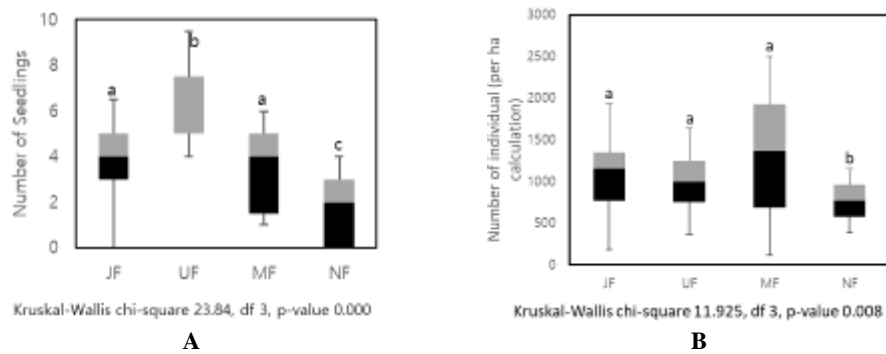 10
8
6
4
2
0
Number of Seedlings
a
b
a
c
JF UF MF NF
Kruskal-Wallis chi-square 23.84, df 3, p-value 0.000
A
3000
2500
2000
1500
1000
500
0
Number of individual (per ha
calculation)
a
a
a
b
JF UF MF NF
Kruskal-Wallis chi-square 11.925, df 3, p-value 0.008
B